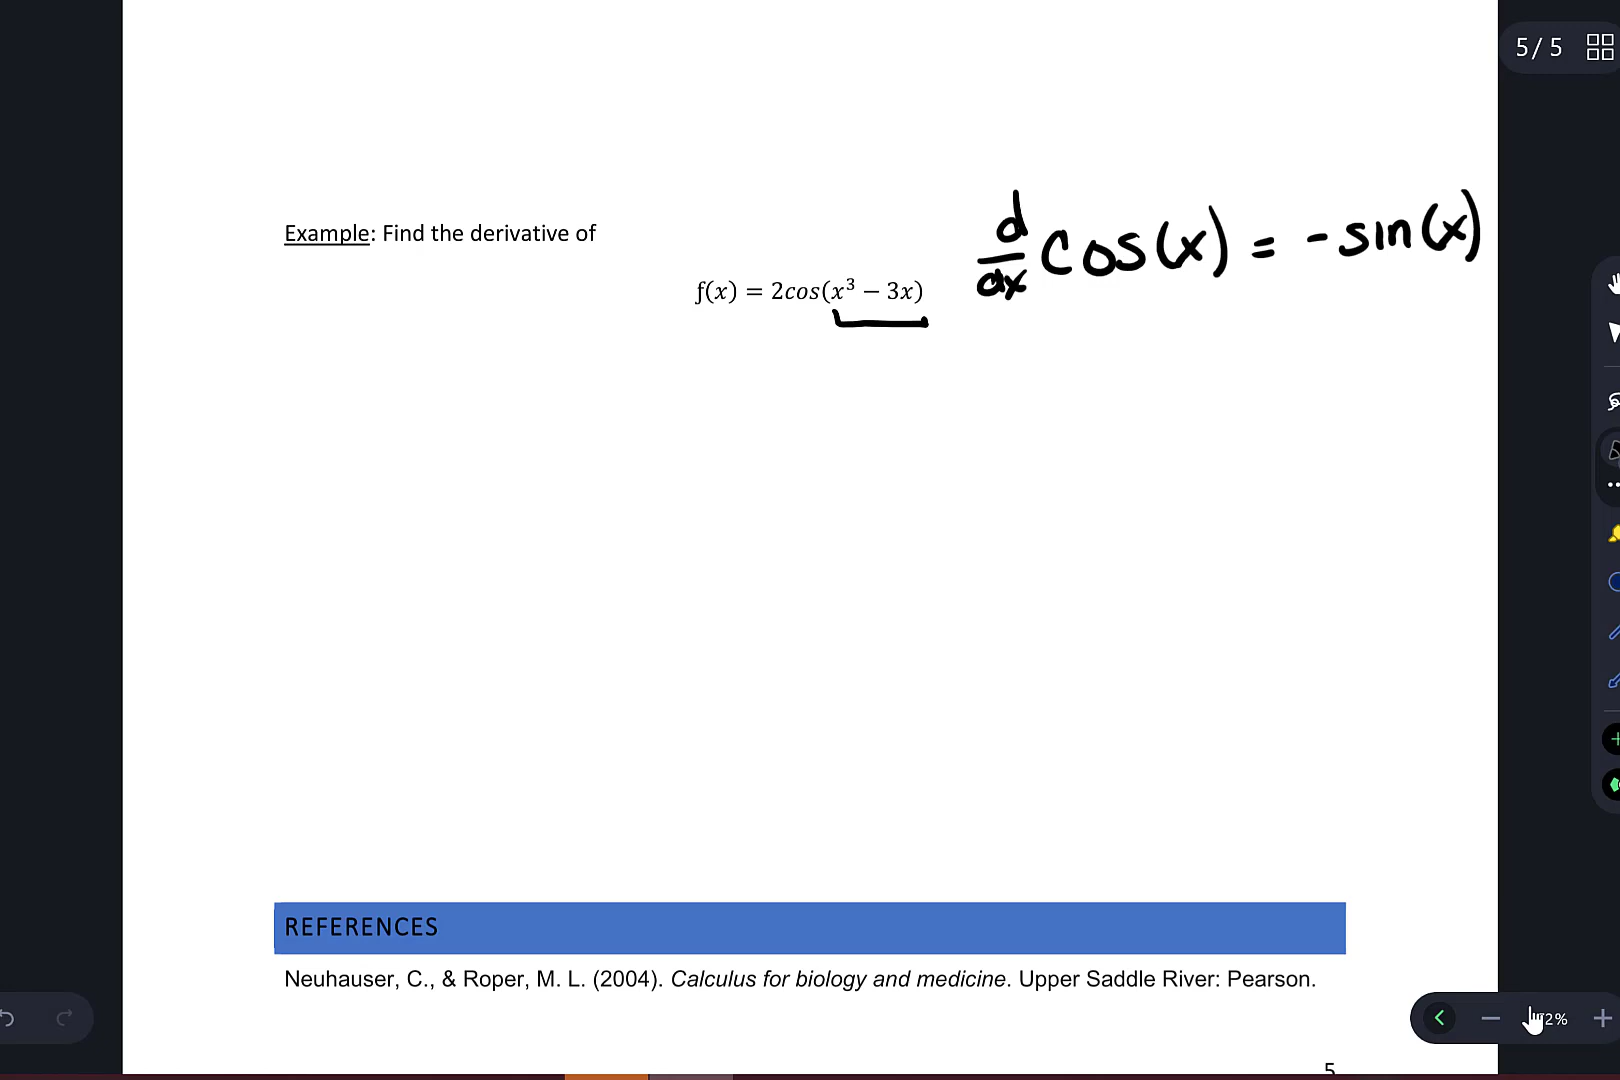 5 / 5
d/dx cos(x) = -sin(x)
Example: Find the derivative of
f(x) = 2cos(x³ − 3x)
REFERENCES
Neuhauser, C., & Roper, M. L. (2004). Calculus for biology and medicine. Upper Saddle River: Pearson.
5